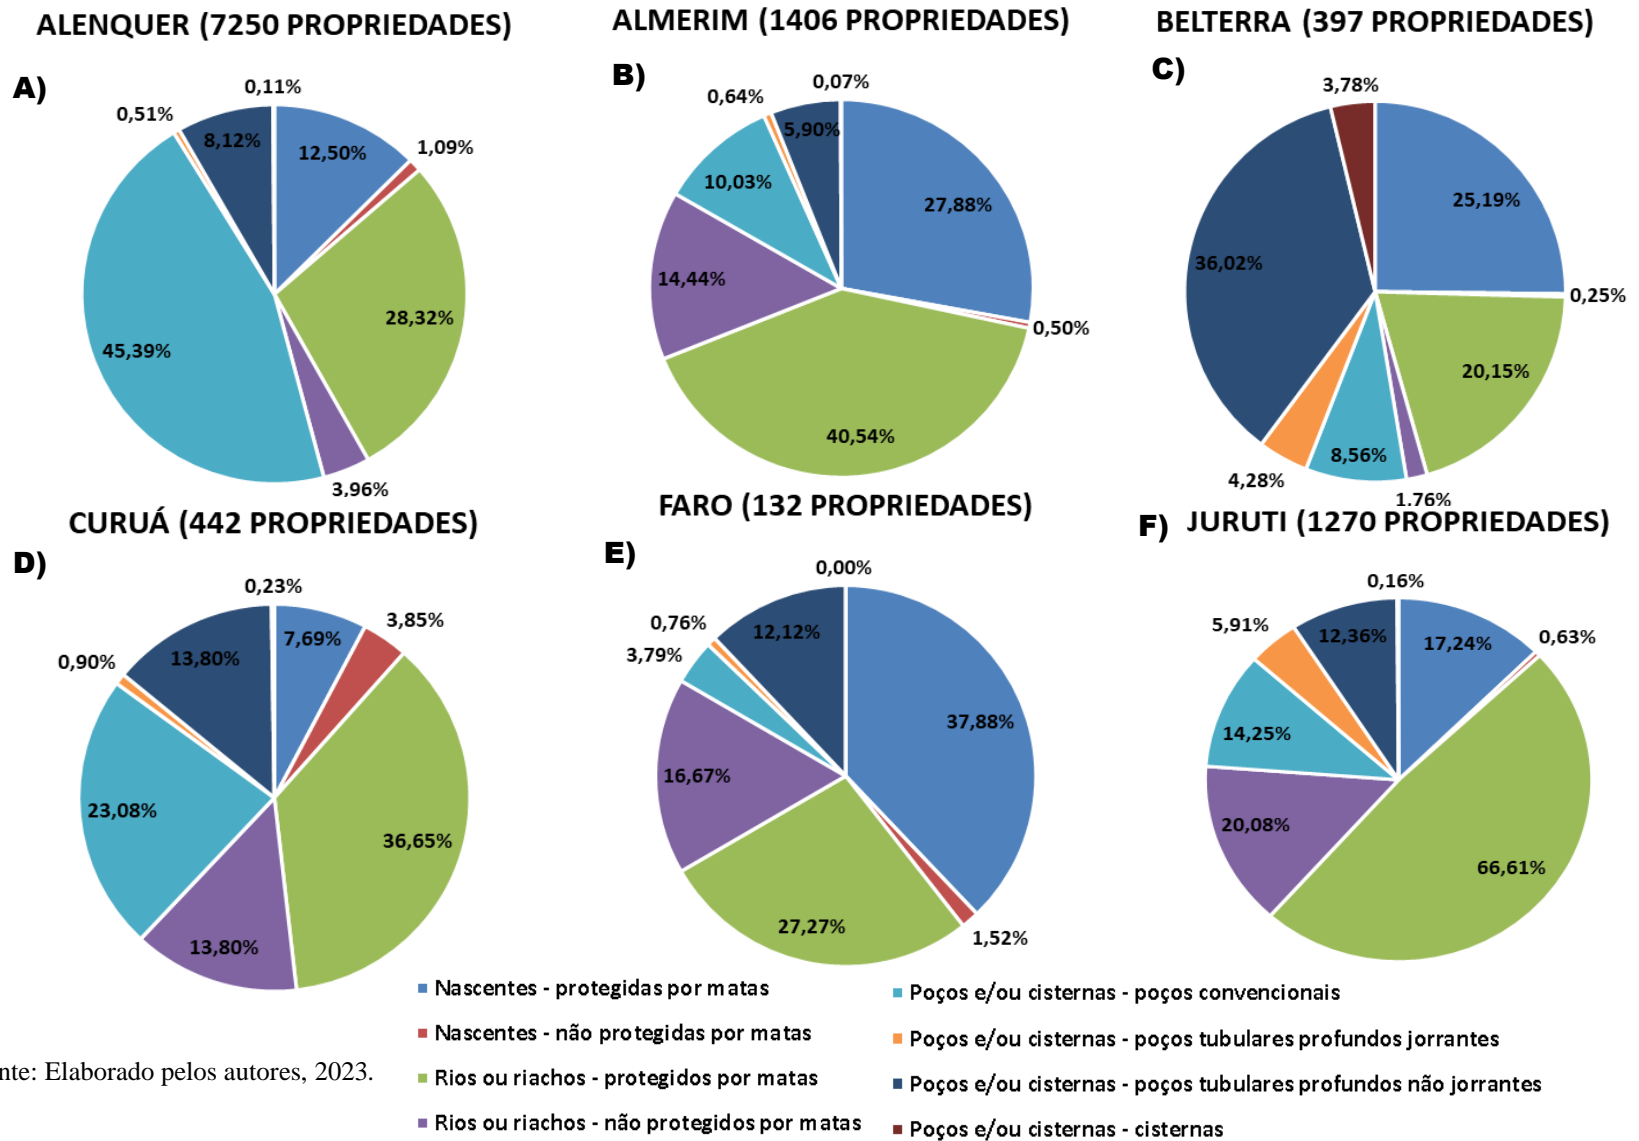 ALENQUER (7250 PROPRIEDADES)
A)
0,11%
0,51%
8,12%
12,50%
1,09%
28,32%
45,39%
3,96%
ALMERIM (1406 PROPRIEDADES)
B)
0,07%
0,64%
5,90%
10,03%
27,88%
14,44%
0,50%
40,54%
BELTERRA (397 PROPRIEDADES)
C)
3,78%
25,19%
36,02%
0,25%
20,15%
8,56%
4,28%
1.76%
CURUÁ (442 PROPRIEDADES)
D)
0,23%
3,85%
7,69%
0,90%
13,80%
23,08%
36,65%
13,80%
FARO (132 PROPRIEDADES)
E)
0,00%
0,76%
12,12%
3,79%
37,88%
16,67%
27,27%
1,52%
F)
JURUTI (1270 PROPRIEDADES)
0,16%
5,91%
12,36%
17,24%
0,63%
14,25%
20,08%
66,61%
Nascentes - protegidas por matas
Nascentes - não protegidas por matas
Rios ou riachos - protegidos por matas
Rios ou riachos - não protegidos por matas
Poços e/ou cisternas - poços convencionais
Poços e/ou cisternas - poços tubulares profundos jorrantes
Poços e/ou cisternas - poços tubulares profundos não jorrantes
Poços e/ou cisternas - cisternas
nte: Elaborado pelos autores, 2023.